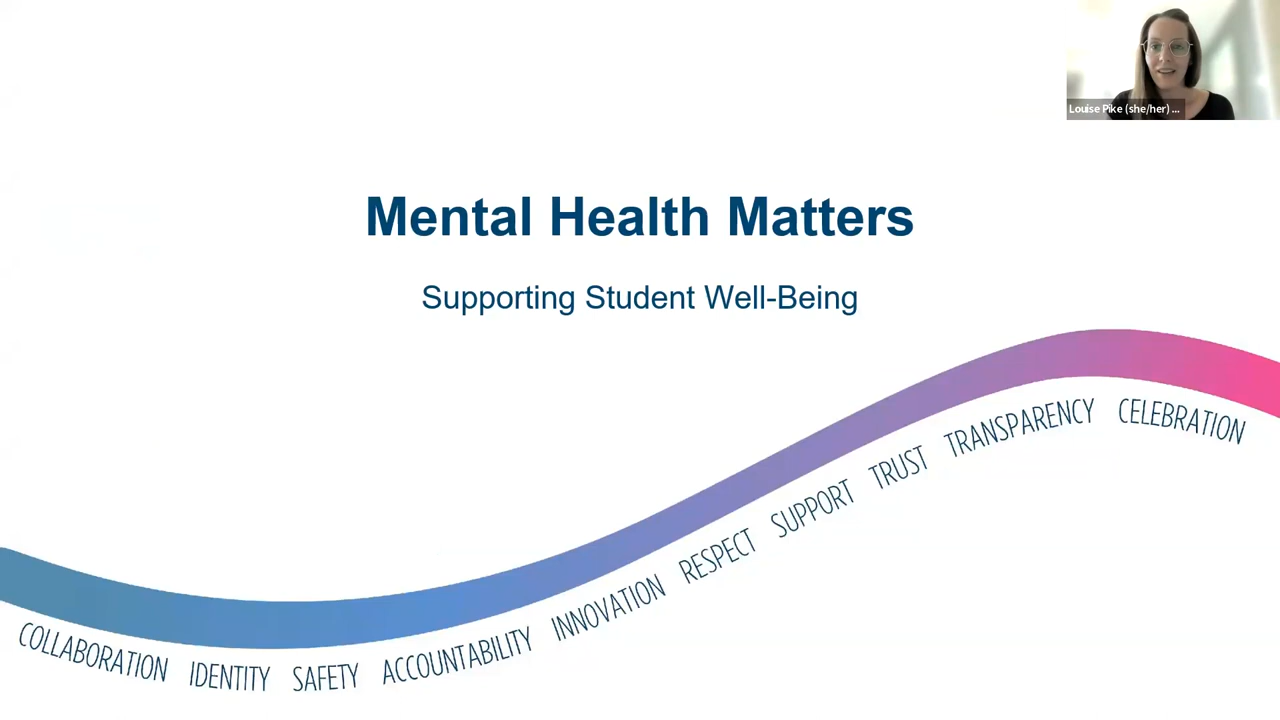 Louise Pike (she/her) ...
Mental Health Matters
Supporting Student Well-Being
COLLABORATION IDENTITY SAFETY ACCOUNTABILITY INNOVATION RESPECT SUPPORT TRUST TRANSPARENCY CELEBRATION